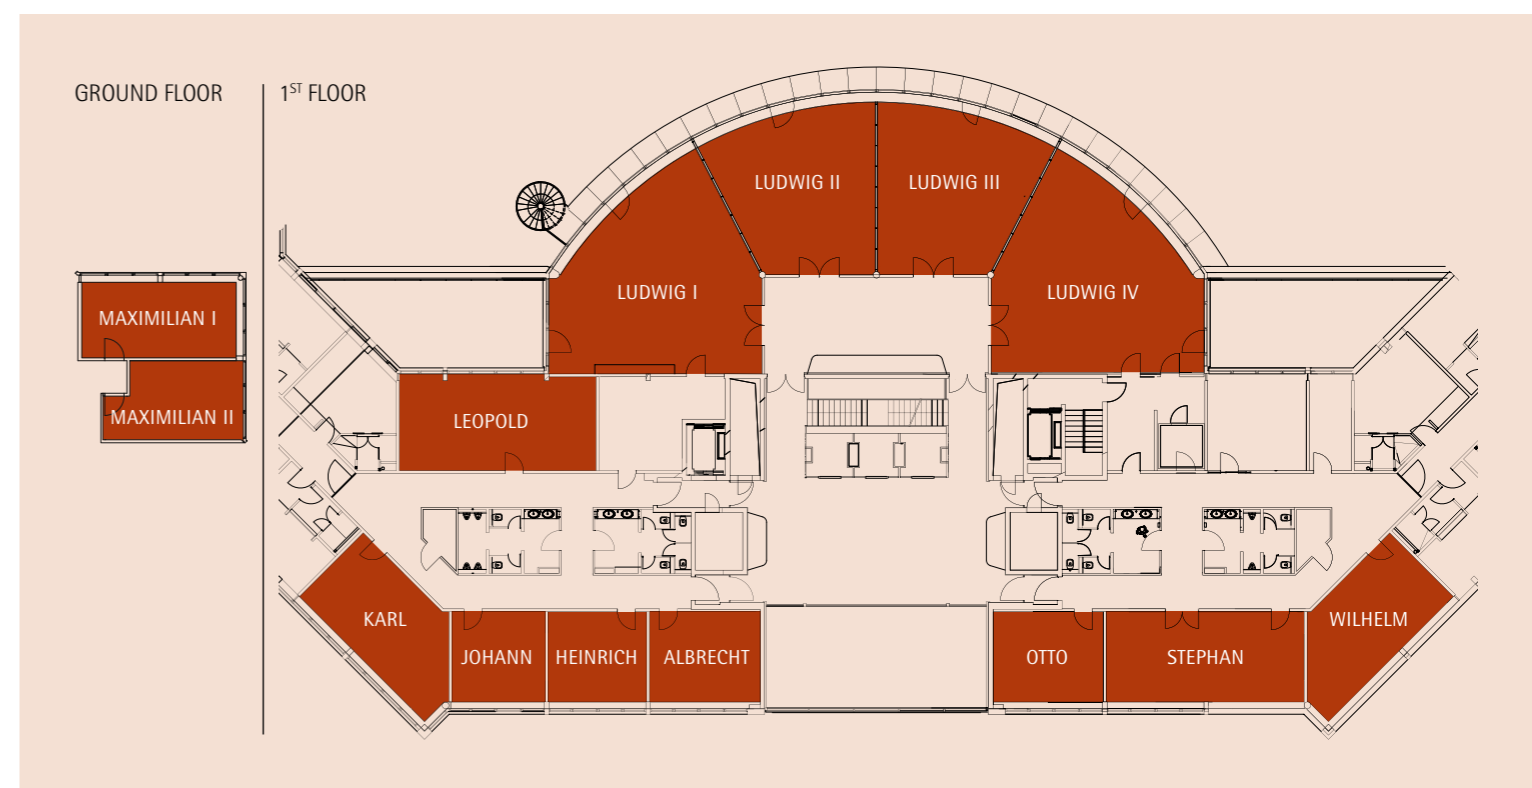 GROUND FLOOR
1ST FLOOR
LUDWIG II
LUDWIG III
LUDWIG I
LUDWIG IV
MAXIMILIAN I
MAXIMILIAN II
LEOPOLD
KARL
WILHELM
JOHANN
HEINRICH
ALBRECHT
OTTO
STEPHAN